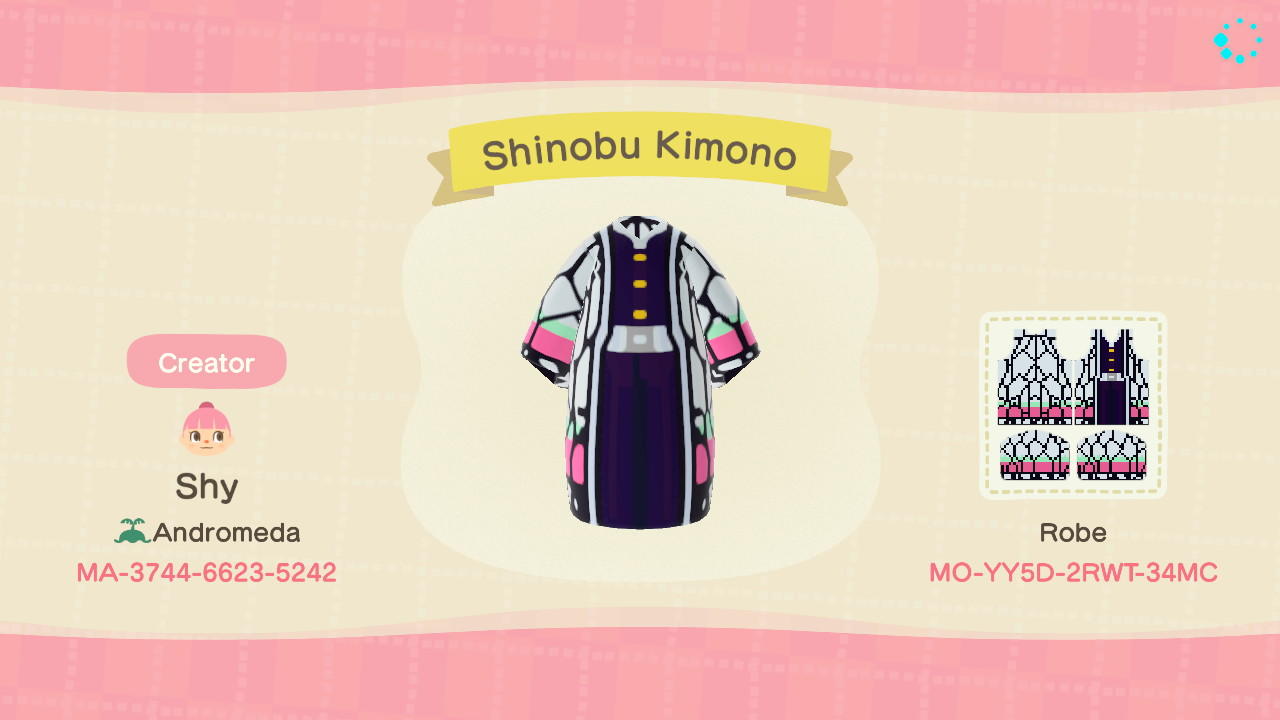 Shinobu Kimono
Creator
Shy
Andromeda
MA-3744-6623-5242
Robe
MO-YY5D-2RWT-34MC